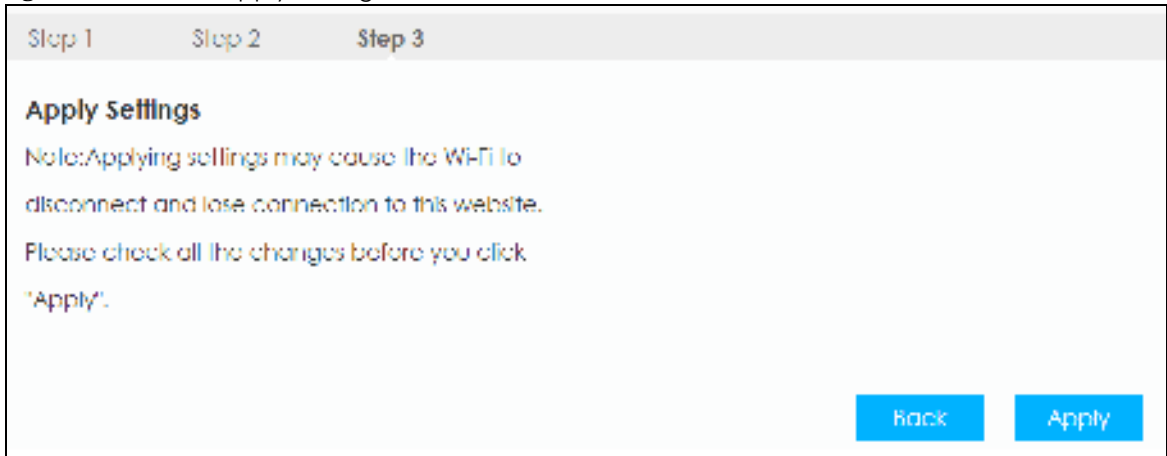 Step 1 Step 2 Step 3
Apply Settings
Note:Applying settings may cause the Wi-Fi to
disconnect and lose connection to this website.
Please check all the changes before you click
"Apply".
Back Apply